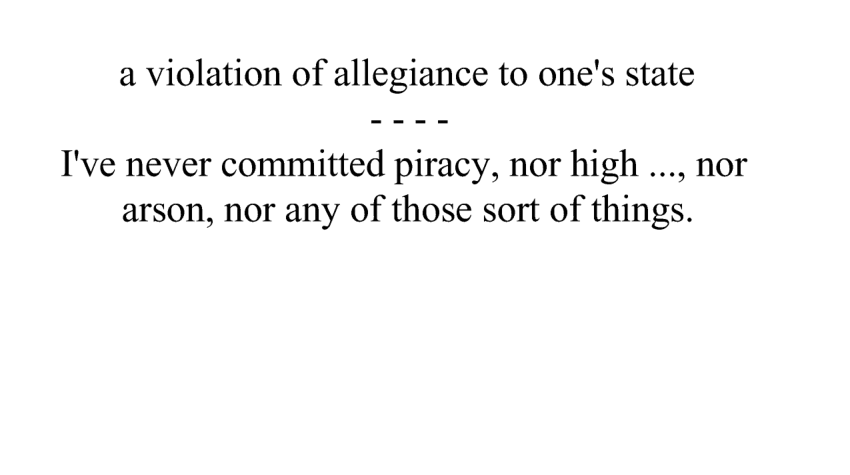 a violation of allegiance to one's state
- - - -
I've never committed piracy, nor high ..., nor
arson, nor any of those sort of things.